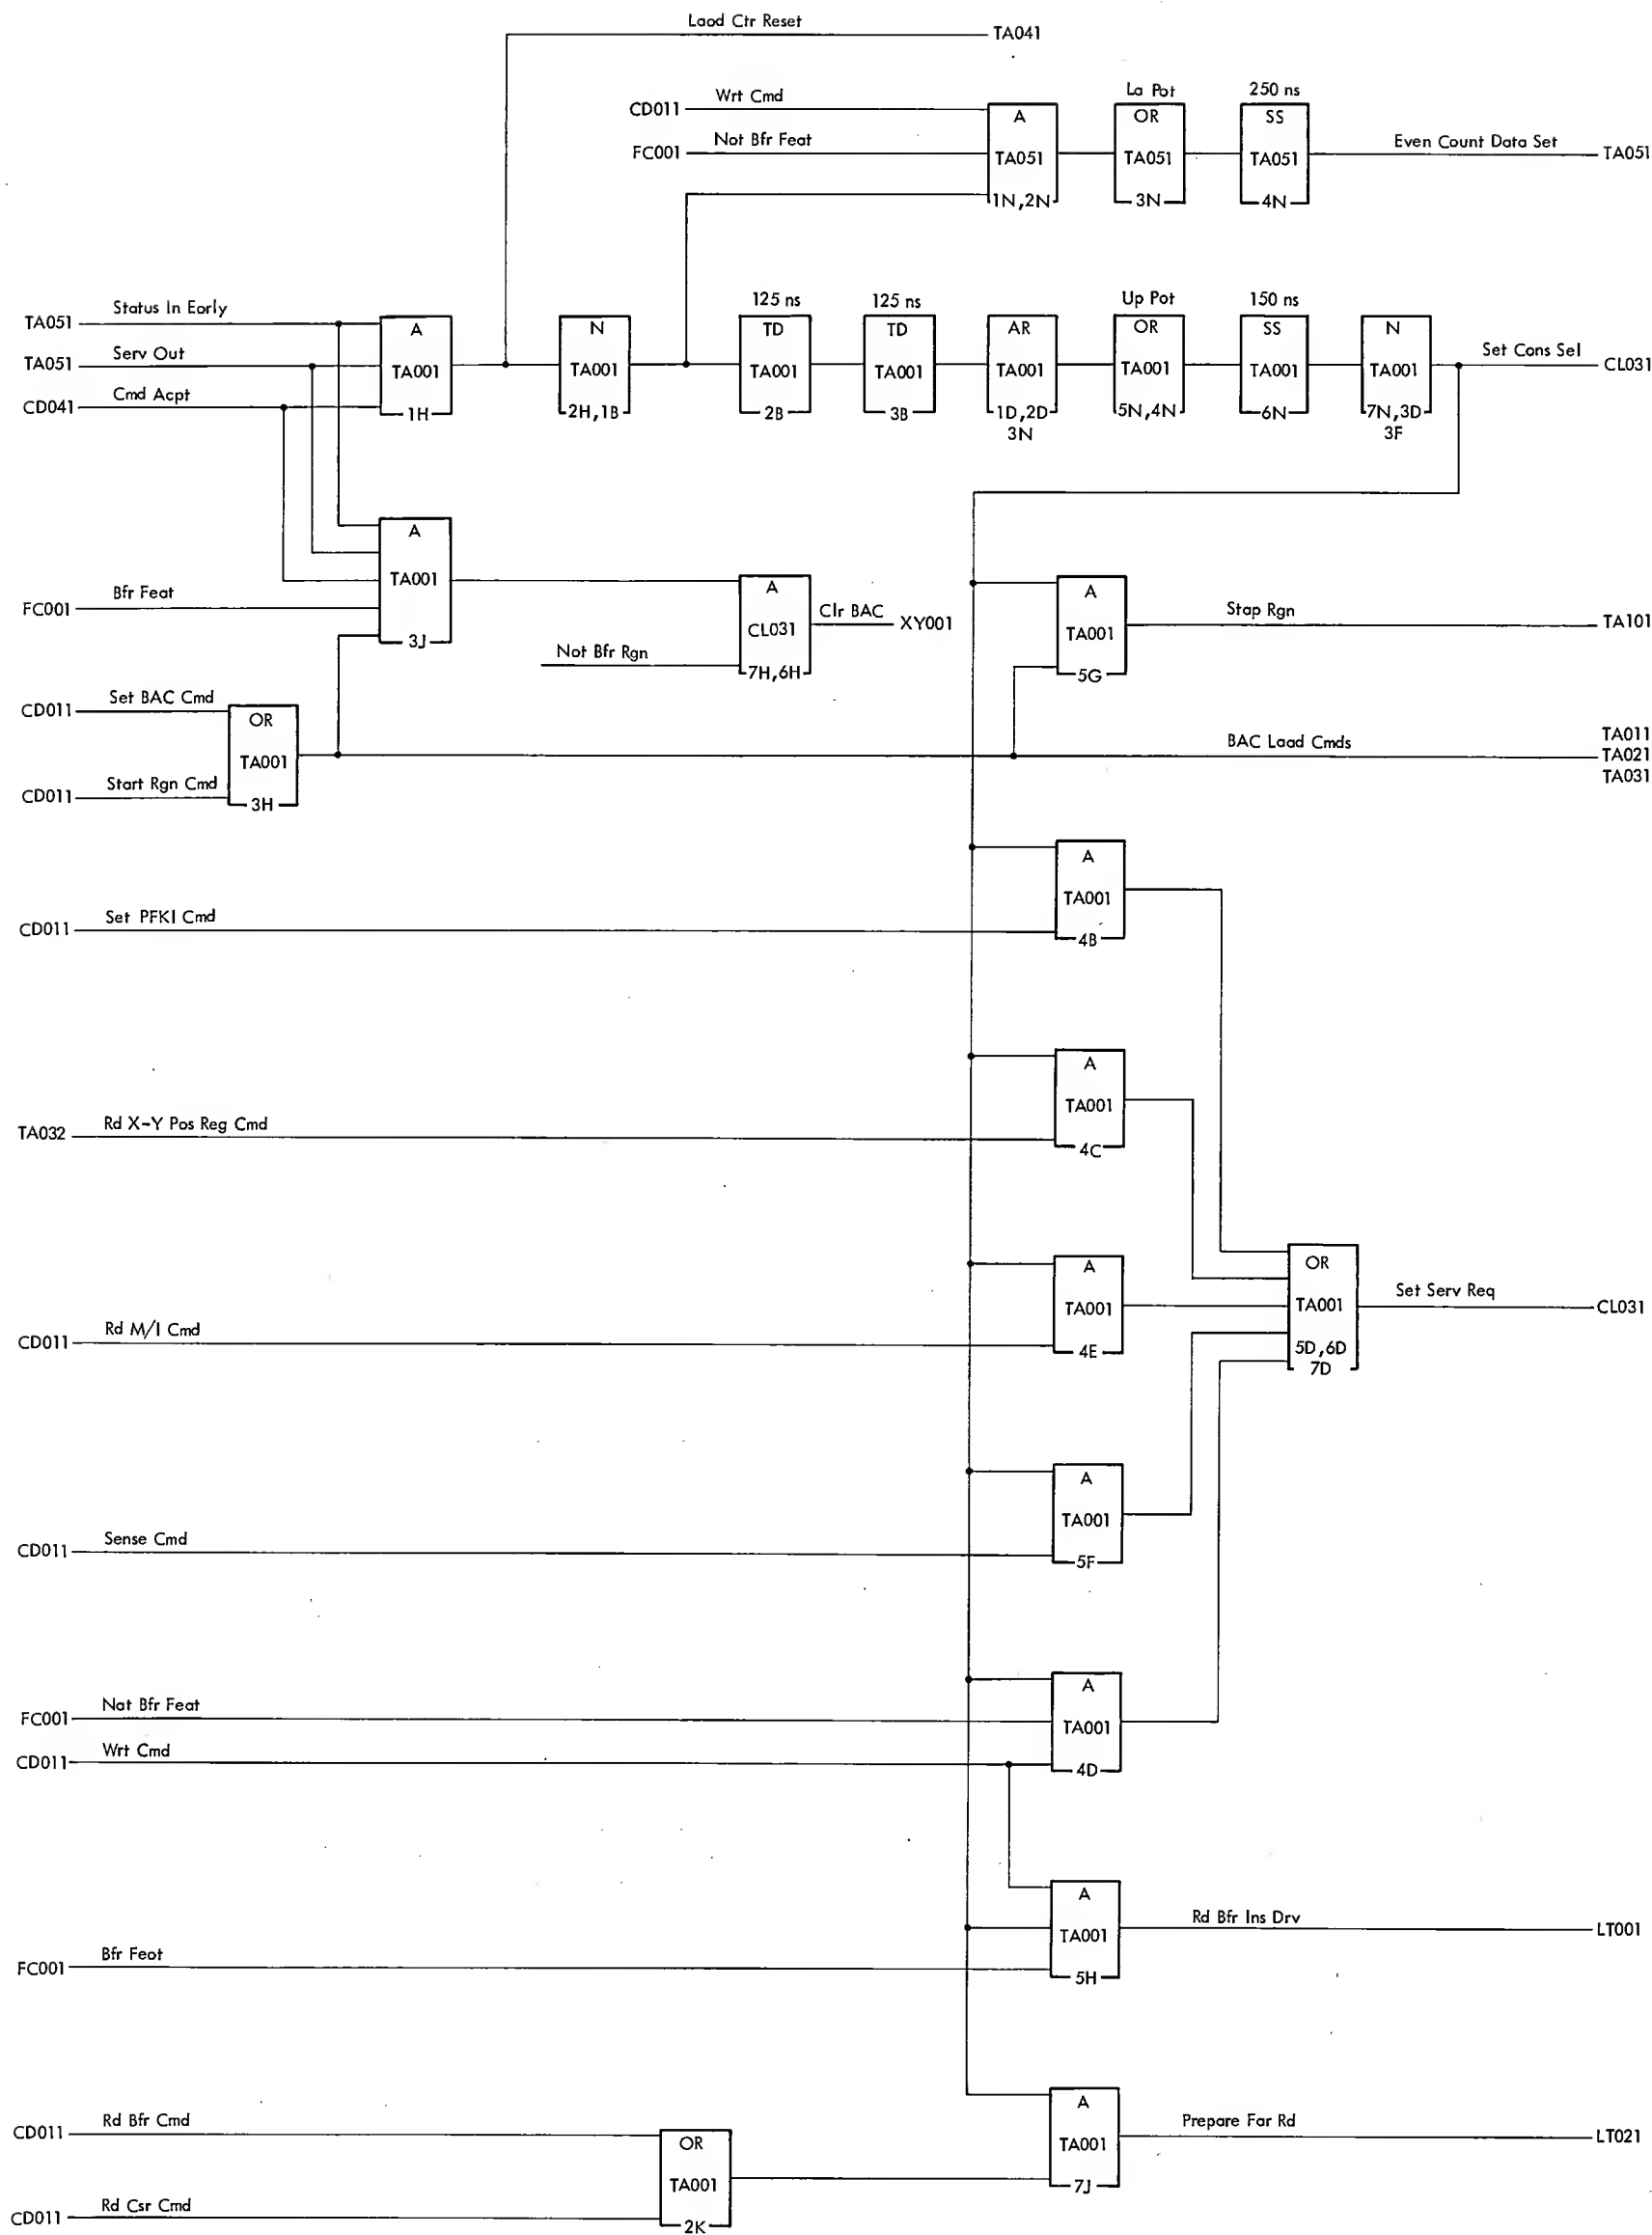 Laod Ctr Reset
TA041
CD011
Wrt Cmd
FC001
Not Bfr Feat
A
TA051
1N,2N
La Pot
OR
TA051
3N
250 ns
SS
TA051
4N
Even Count Data Set
TA051
TA051
Status In Eorly
TA051
Serv Out
CD041
Cmd Acpt
A
TA001
1H
N
TA001
2H,1B
125 ns
TD
TA001
2B
125 ns
TD
TA001
3B
AR
TA001
1D,2D
3N
Up Pot
OR
TA001
5N,4N
150 ns
SS
TA001
6N
N
TA001
7N,3D
3F
Set Cons Sel
CL031
A
TA001
3J
FC001
Bfr Feat
A
CL031
7H,6H
Not Bfr Rgn
Clr BAC
XY001
A
TA001
5G
Stap Rgn
TA101
CD011
Set BAC Cmd
CD011
Start Rgn Cmd
OR
TA001
3H
BAC Laad Cmds
TA011
TA021
TA031
CD011
Set PFKI Cmd
A
TA001
4B
TA032
Rd X-Y Pos Reg Cmd
A
TA001
4C
CD011
Rd M/I Cmd
A
TA001
4E
OR
TA001
5D,6D
7D
Set Serv Req
CL031
CD011
Sense Cmd
A
TA001
5F
FC001
Nat Bfr Feat
CD011
Wrt Cmd
A
TA001
4D
FC001
Bfr Feot
A
TA001
5H
Rd Bfr Ins Drv
LT001
CD011
Rd Bfr Cmd
CD011
Rd Csr Cmd
OR
TA001
2K
A
TA001
7J
Prepare Far Rd
LT021